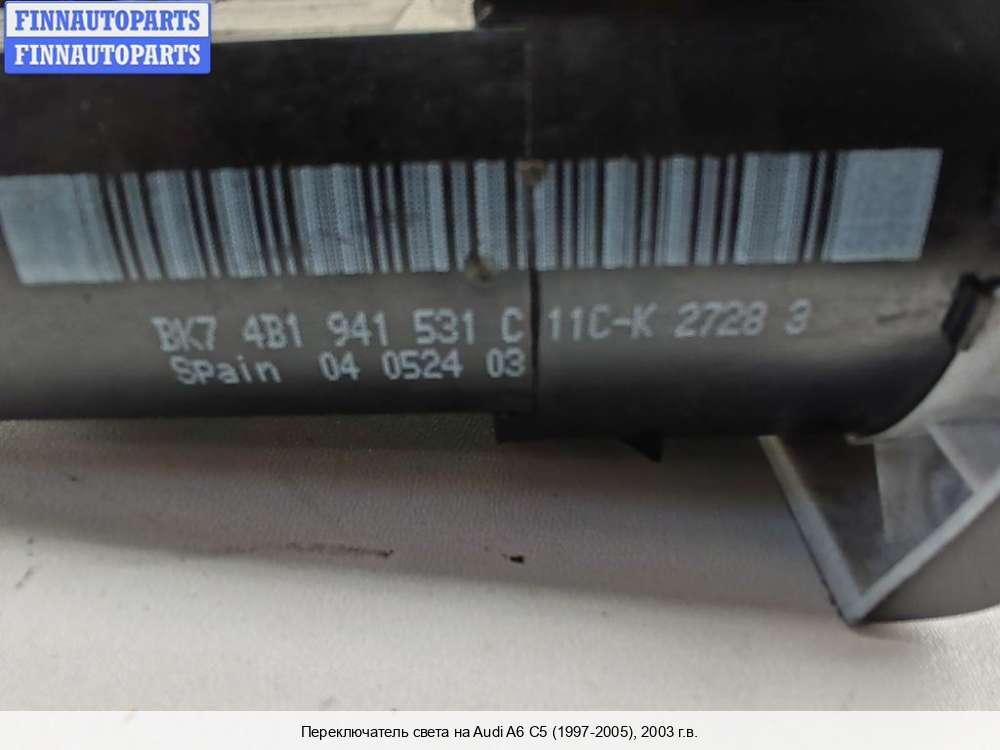 FINNAUTOPARTS
FINNAUTOPARTS
BK7 4B1 941 531 C 11C-K 2728 3
Spain 04 0524 03
Переключатель света на Audi A6 C5 (1997-2005), 2003 г.в.